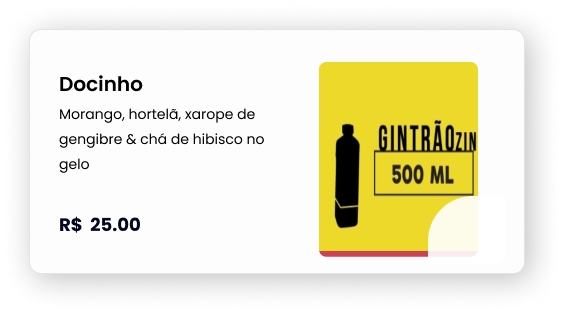 Docinho
Morango, hortelã, xarope de
gengibre & chá de hibisco no
gelo
R$ 25.00
GINTRÃOZIN
500 ML